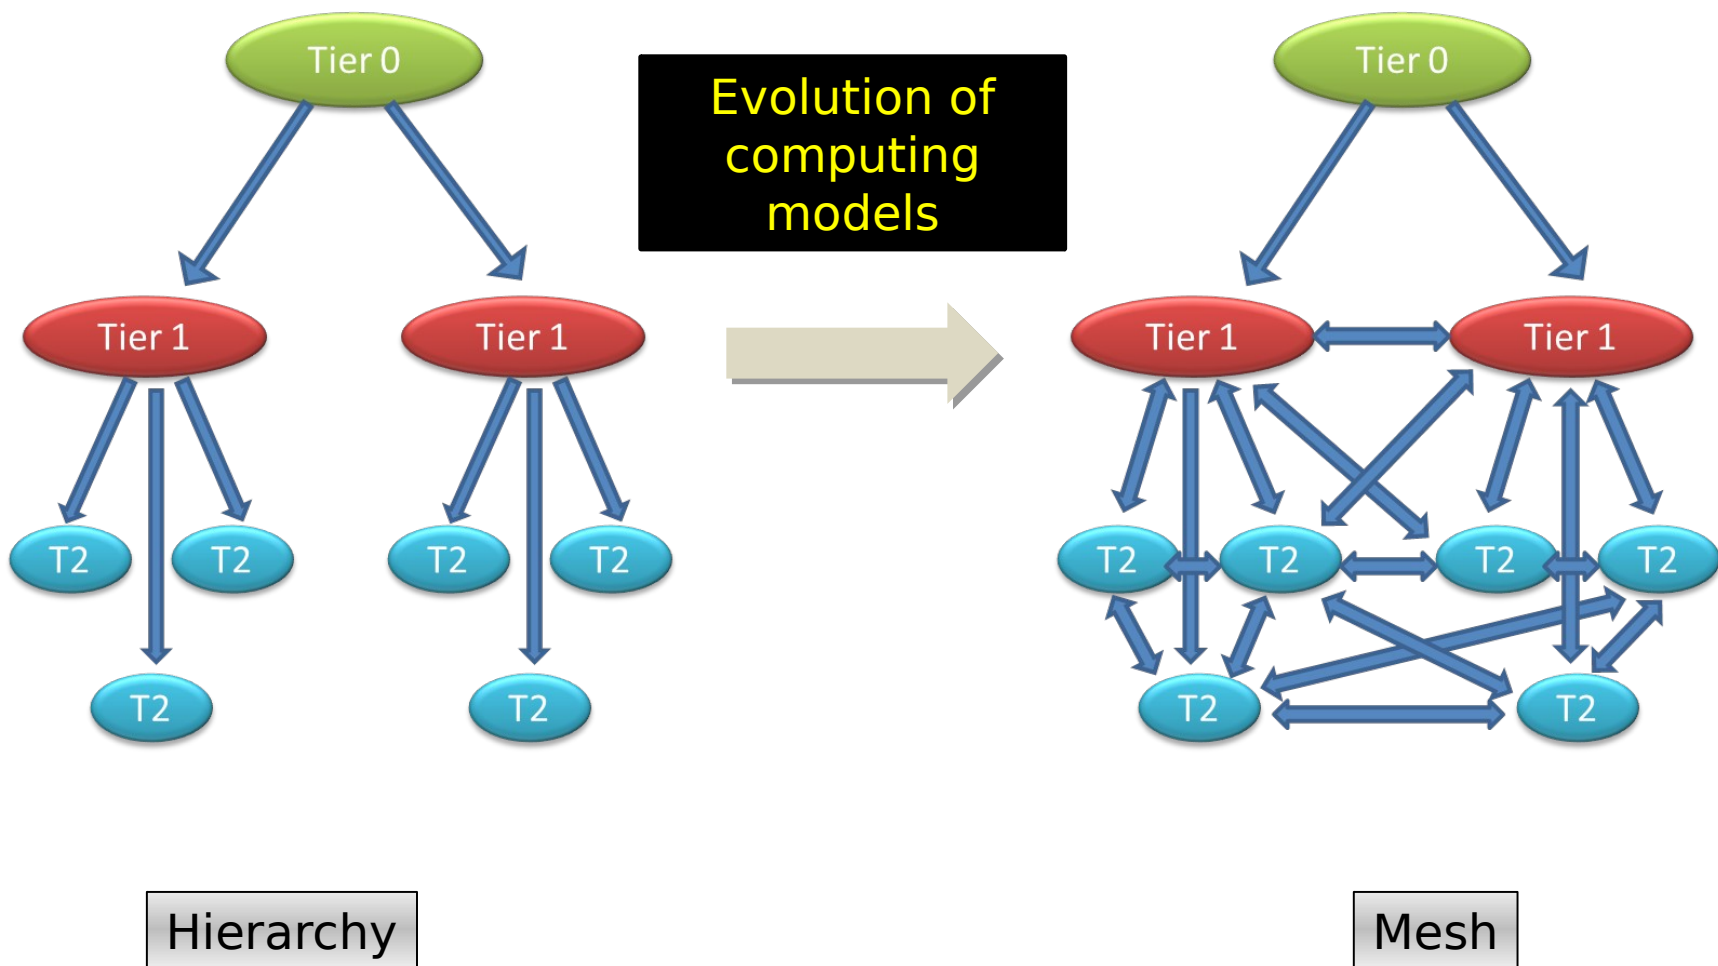 Tier 0
Evolution of
computing
models
Tier 0
Tier 1
Tier 1
Tier 1
Tier 1
T2
T2
T2
T2
T2
T2
T2
T2
T2
T2
T2
T2
Hierarchy
Mesh